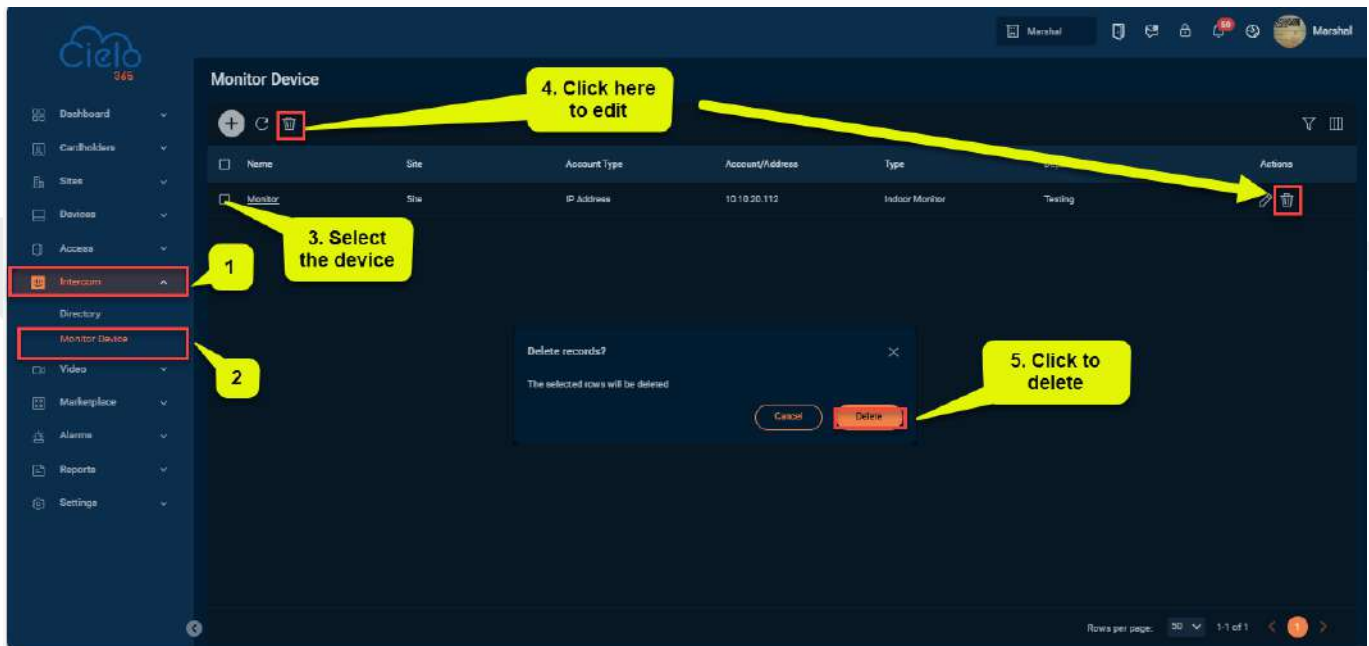 Cielo
365
Marshal
50
Marshal
Monitor Device
4. Click here
to edit
Dashboard
Cardholders
Sites
Devices
Access
Intercom
Directory
Monitor Device
Video
Marketplace
Alarms
Reports
Settings
Name Site Account Type Account/Address Type Actions
Monitor Site IP Address 10.10.20.112 Indoor Monitor Testing
3. Select
the device
1
2
Delete records?
The selected rows will be deleted
Cancel Delete
5. Click to
delete
Rows per page: 50 1-1 of 1 1